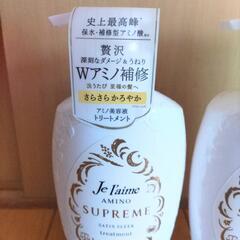 史上最高峰*
保水・補修型アミノ酸
贅沢
深刻なダメージ&うねり
Wアミノ補修
洗うたび 至福の髪へ
さらさらかろやか
アミノ美容液
トリートメント
Je l'aime
AMINO
SUPREME
SATIN SLEEK
treatment